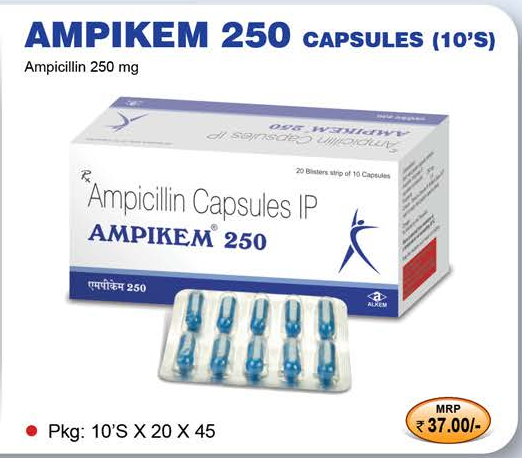 AMPIKEM 250 CAPSULES (10'S)
Ampicillin 250 mg
AMPIKEM 250
Ampicillin Capsules IP
20 Blisters strip of 10 Capsules
Rx
Ampicillin Capsules IP
AMPIKEM® 250
एमपीकेम 250
ALKEM
• Pkg: 10'S X 20 X 45
MRP
₹ 37.00/-